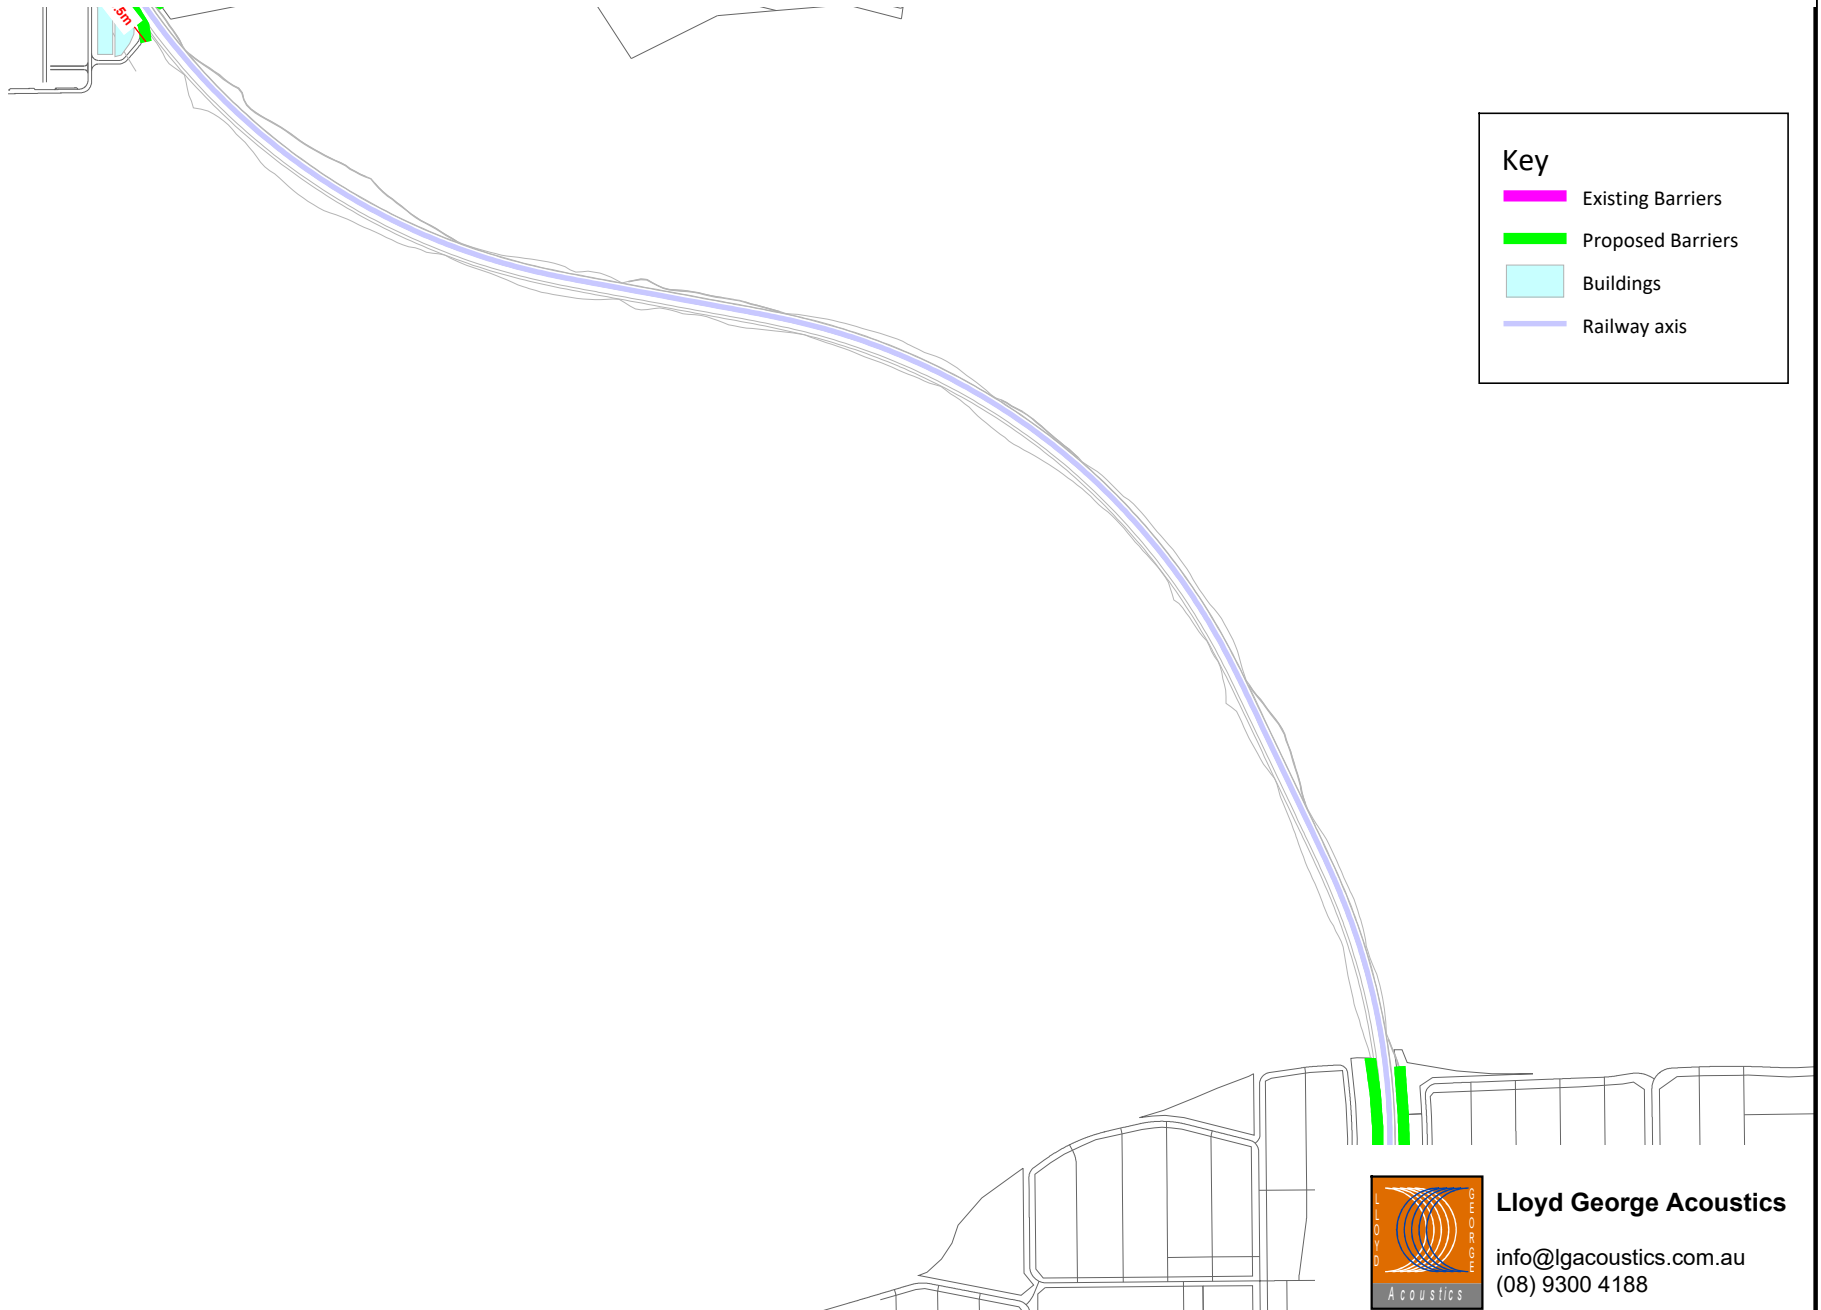 .5m
Key
Existing Barriers
Proposed Barriers
Buildings
Railway axis
LLOYD
GEORGE
Acoustics
Lloyd George Acoustics
info@lgacoustics.com.au
(08) 9300 4188